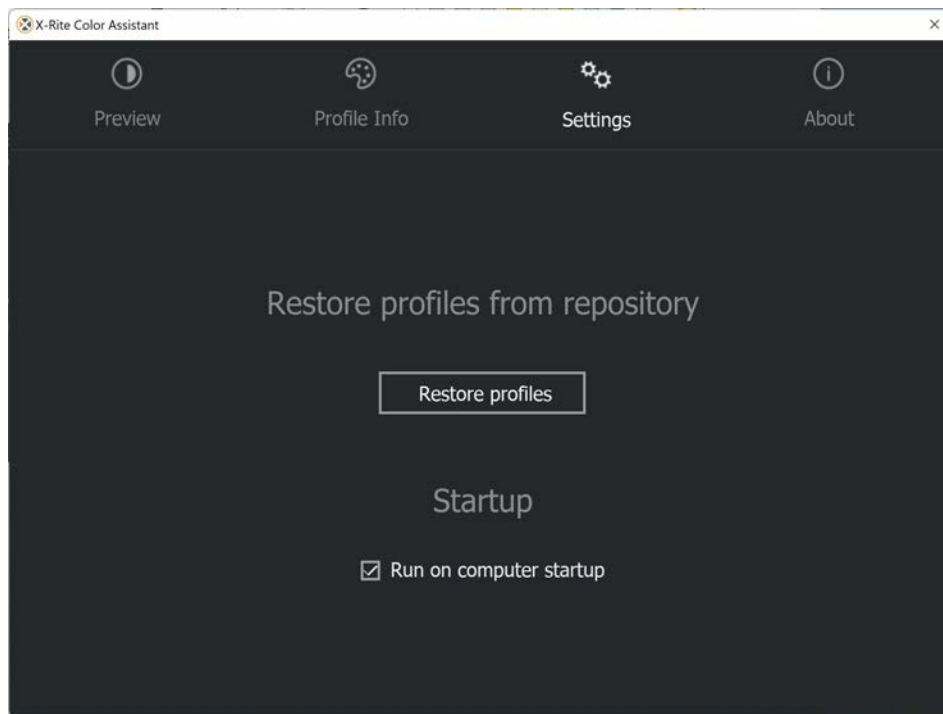 X-Rite Color Assistant
Preview
Profile Info
Settings
About
Restore profiles from repository
Restore profiles
Startup
Run on computer startup